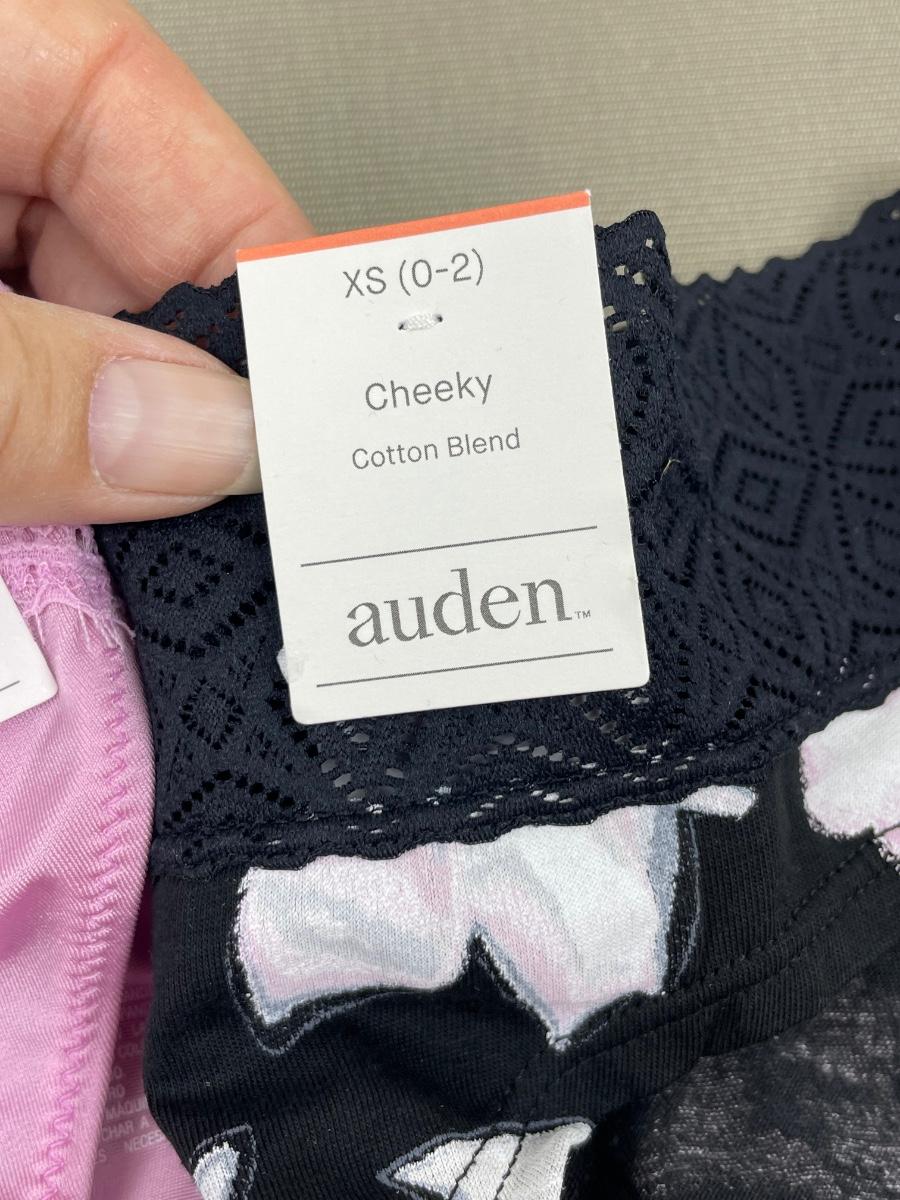 XS (0-2)
Cheeky
Cotton Blend
auden™